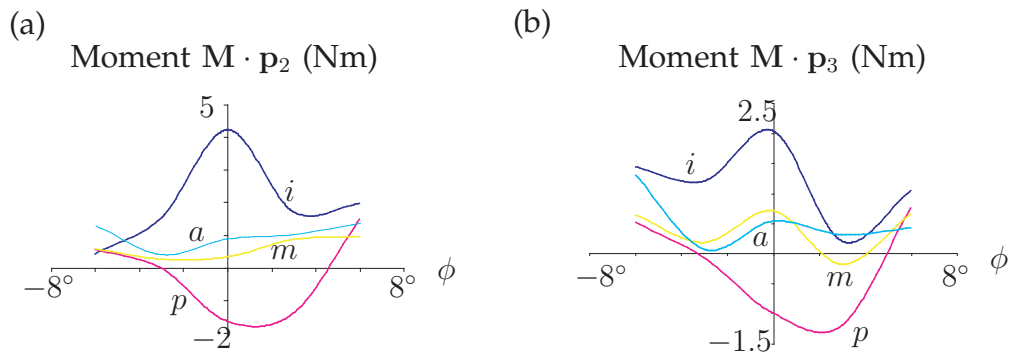 (a)
Moment M · p₂ (Nm)
5
i
a
m
−8°
8°
ϕ
p
−2
(b)
Moment M · p₃ (Nm)
2.5
i
a
−8°
8°
ϕ
m
p
−1.5